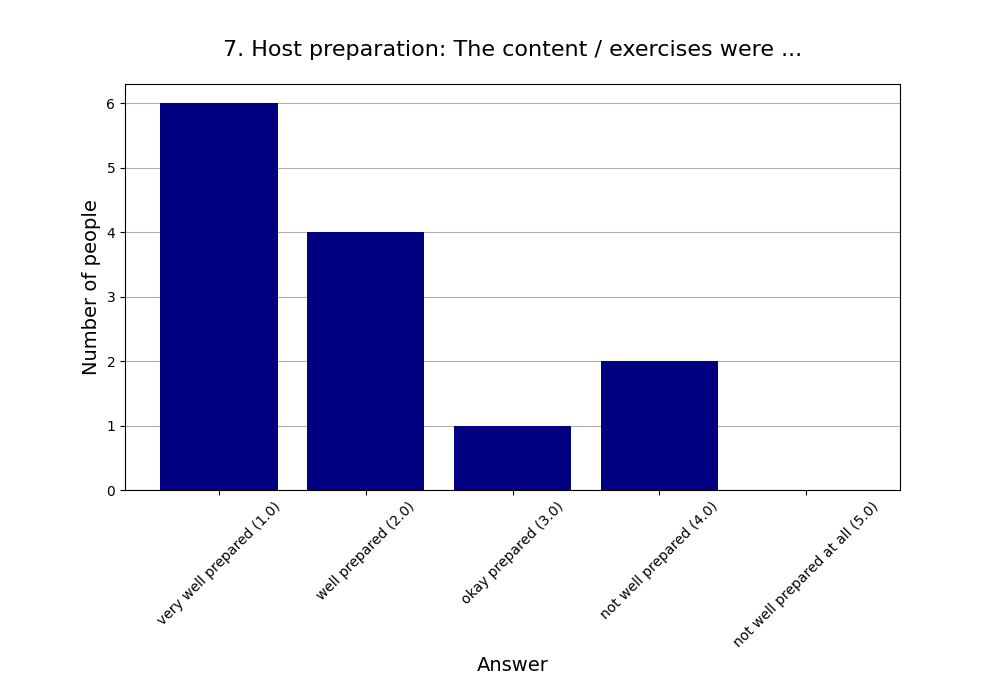 7. Host preparation: The content / exercises were ...
Number of people
6
5
4
3
2
1
0
very well prepared (1.0)
well prepared (2.0)
okay prepared (3.0)
not well prepared (4.0)
not well prepared at all (5.0)
Answer